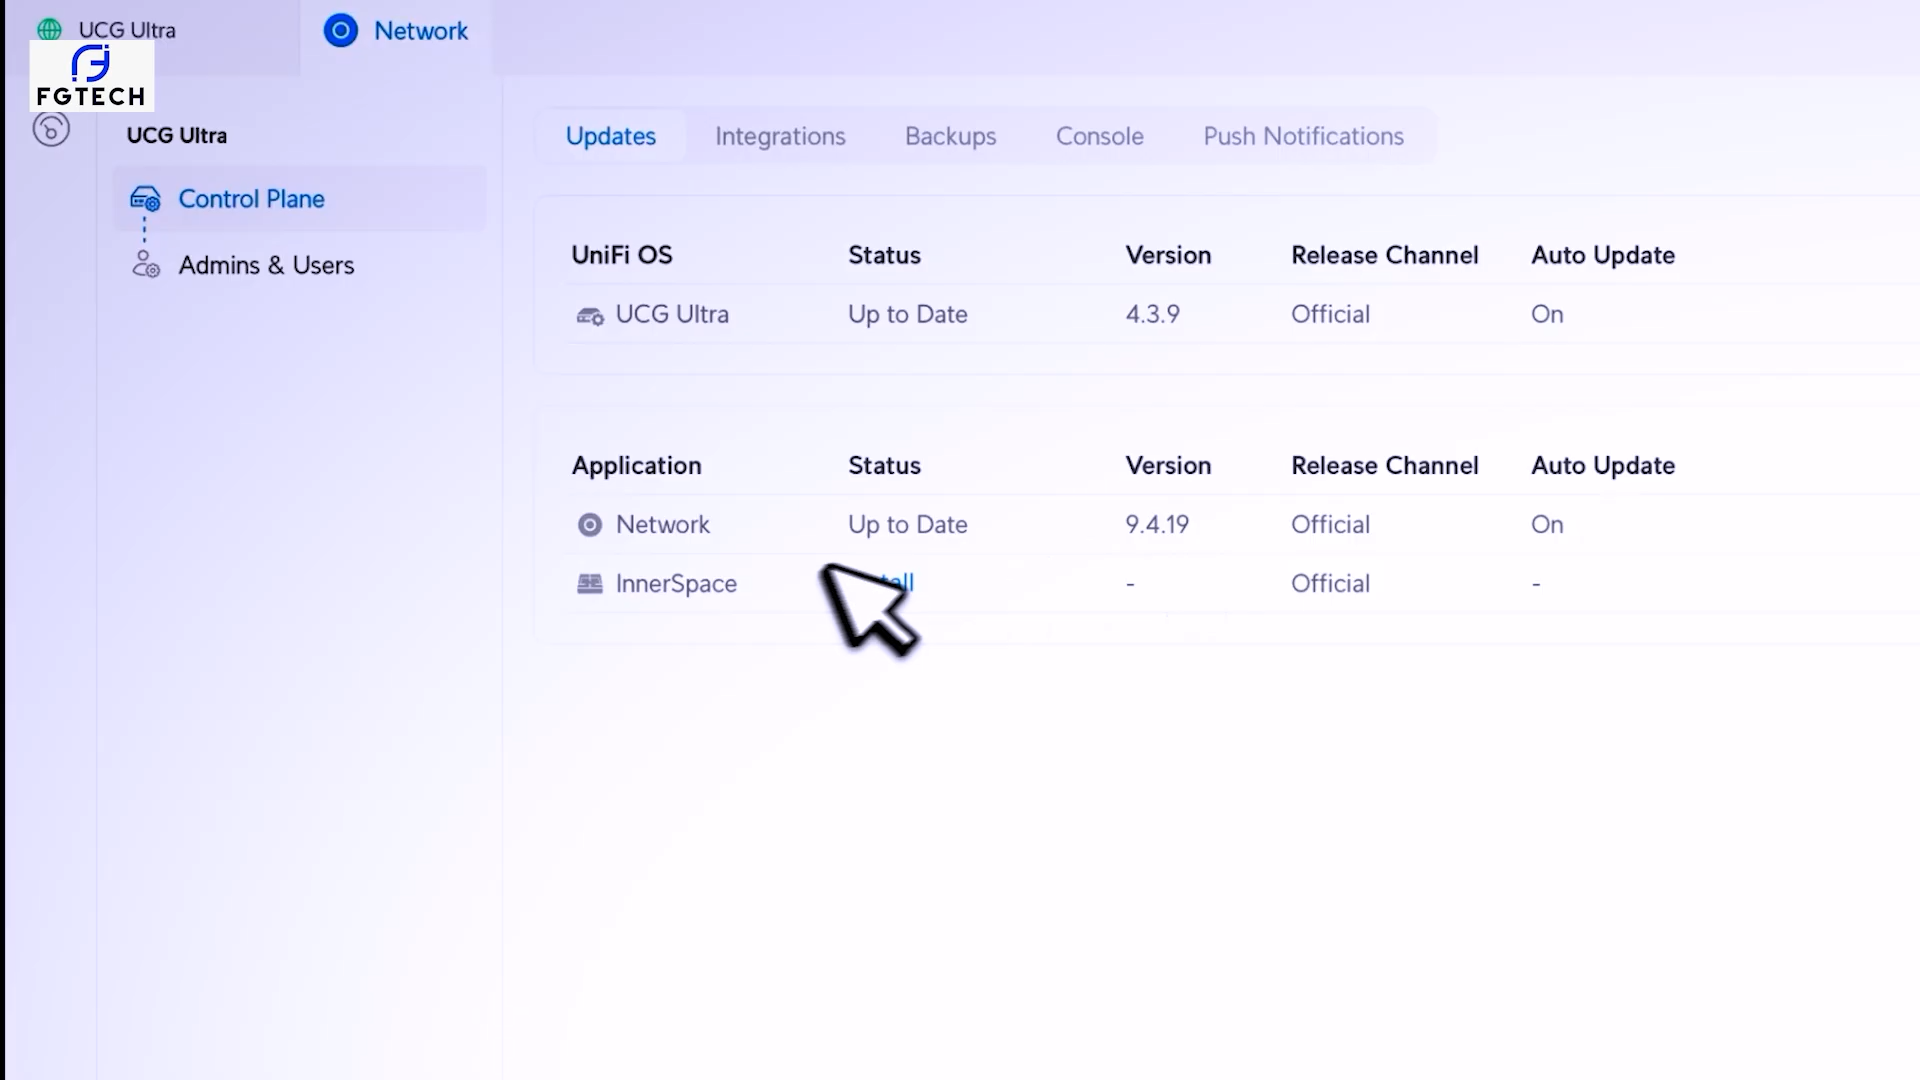 UCG Ultra Network
FGTECH
UCG Ultra
Control Plane
Admins & Users
Updates Integrations Backups Console Push Notifications
UniFi OS Status Version Release Channel Auto Update
UCG Ultra Up to Date 4.3.9 Official On
Application Status Version Release Channel Auto Update
Network Up to Date 9.4.19 Official On
InnerSpace - Official -